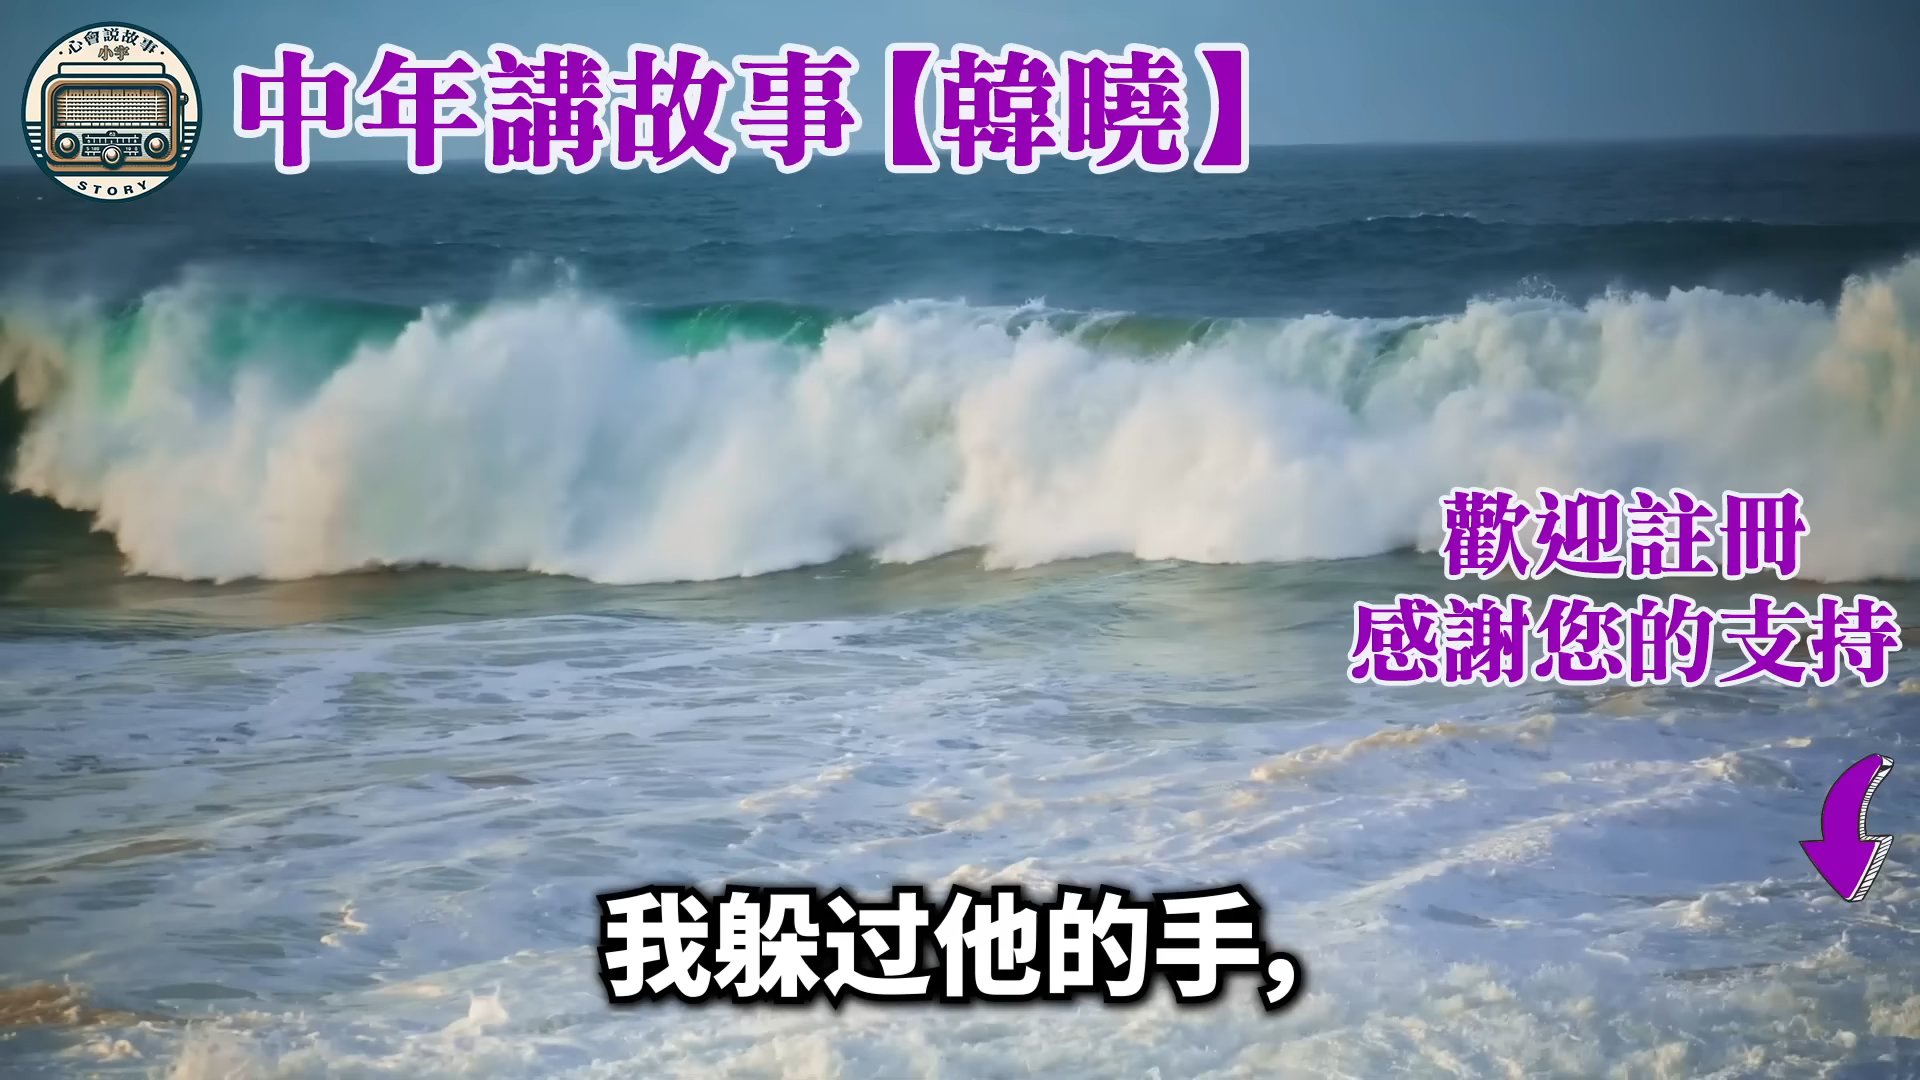 心會説故事
小宇
STORY
中年講故事【韓曉】
歡迎註冊
感謝您的支持
我躲过他的手,